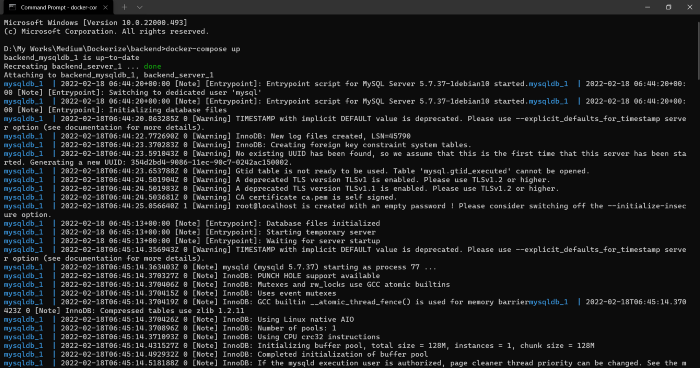 Command Prompt - docker-cor
Microsoft Windows [Version 10.0.22000.493]
(c) Microsoft Corporation. All rights reserved.
D:\My Works\Medium\Dockerize\backend>docker-compose up
backend_mysqldb_1 is up-to-date
Recreating backend_server_1 ... done
Attaching to backend_mysqldb_1, backend_server_1
mysqldb_1 | 2022-02-18 06:44:20+00:00 [Note] [Entrypoint]: Entrypoint script for MySQL Server 5.7.37-1debian10 started.mysqldb_1 | 2022-02-18 06:44:20+00:
00 [Note] [Entrypoint]: Switching to dedicated user 'mysql'
mysqldb_1 | 2022-02-18 06:44:20+00:00 [Note] [Entrypoint]: Entrypoint script for MySQL Server 5.7.37-1debian10 started.mysqldb_1 | 2022-02-18 06:44:20+00:
00 [Note] [Entrypoint]: Initializing database files
mysqldb_1 | 2022-02-18T06:44:20.863285Z 0 [Warning] TIMESTAMP with implicit DEFAULT value is deprecated. Please use --explicit_defaults_for_timestamp serve
r option (see documentation for more details).
mysqldb_1 | 2022-02-18T06:44:22.772690Z 0 [Warning] InnoDB: New log files created, LSN=45790
mysqldb_1 | 2022-02-18T06:44:23.370283Z 0 [Warning] InnoDB: Creating foreign key constraint system tables.
mysqldb_1 | 2022-02-18T06:44:23.591043Z 0 [Warning] No existing UUID has been found, so we assume that this is the first time that this server has been sta
rted. Generating a new UUID: 354d2bd4-9086-11ec-90c7-0242ac150002.
mysqldb_1 | 2022-02-18T06:44:23.653788Z 0 [Warning] Gtid table is not ready to be used. Table 'mysql.gtid_executed' cannot be opened.
mysqldb_1 | 2022-02-18T06:44:24.501904Z 0 [Warning] A deprecated TLS version TLSv1 is enabled. Please use TLSv1.2 or higher.
mysqldb_1 | 2022-02-18T06:44:24.501983Z 0 [Warning] A deprecated TLS version TLSv1.1 is enabled. Please use TLSv1.2 or higher.
mysqldb_1 | 2022-02-18T06:44:24.503681Z 0 [Warning] CA certificate ca.pem is self signed.
mysqldb_1 | 2022-02-18T06:44:25.056640Z 1 [Warning] root@localhost is created with an empty password ! Please consider switching off the --initialize-insec
ure option.
mysqldb_1 | 2022-02-18 06:45:13+00:00 [Note] [Entrypoint]: Database files initialized
mysqldb_1 | 2022-02-18 06:45:13+00:00 [Note] [Entrypoint]: Starting temporary server
mysqldb_1 | 2022-02-18 06:45:13+00:00 [Note] [Entrypoint]: Waiting for server startup
mysqldb_1 | 2022-02-18T06:45:14.356943Z 0 [Warning] TIMESTAMP with implicit DEFAULT value is deprecated. Please use --explicit_defaults_for_timestamp serve
r option (see documentation for more details).
mysqldb_1 | 2022-02-18T06:45:14.363403Z 0 [Note] mysqld (mysqld 5.7.37) starting as process 77 ...
mysqldb_1 | 2022-02-18T06:45:14.370327Z 0 [Note] InnoDB: PUNCH HOLE support available
mysqldb_1 | 2022-02-18T06:45:14.370406Z 0 [Note] InnoDB: Mutexes and rw_locks use GCC atomic builtins
mysqldb_1 | 2022-02-18T06:45:14.370415Z 0 [Note] InnoDB: Uses event mutexes
mysqldb_1 | 2022-02-18T06:45:14.370419Z 0 [Note] InnoDB: GCC builtin __atomic_thread_fence() is used for memory barriermysqldb_1 | 2022-02-18T06:45:14.370
423Z 0 [Note] InnoDB: Compressed tables use zlib 1.2.11
mysqldb_1 | 2022-02-18T06:45:14.370426Z 0 [Note] InnoDB: Using Linux native AIO
mysqldb_1 | 2022-02-18T06:45:14.370896Z 0 [Note] InnoDB: Number of pools: 1
mysqldb_1 | 2022-02-18T06:45:14.371093Z 0 [Note] InnoDB: Using CPU crc32 instructions
mysqldb_1 | 2022-02-18T06:45:14.431527Z 0 [Note] InnoDB: Initializing buffer pool, total size = 128M, instances = 1, chunk size = 128M
mysqldb_1 | 2022-02-18T06:45:14.492932Z 0 [Note] InnoDB: Completed initialization of buffer pool
mysqldb_1 | 2022-02-18T06:45:14.518188Z 0 [Note] InnoDB: If the mysqld execution user is authorized, page cleaner thread priority can be changed. See the m